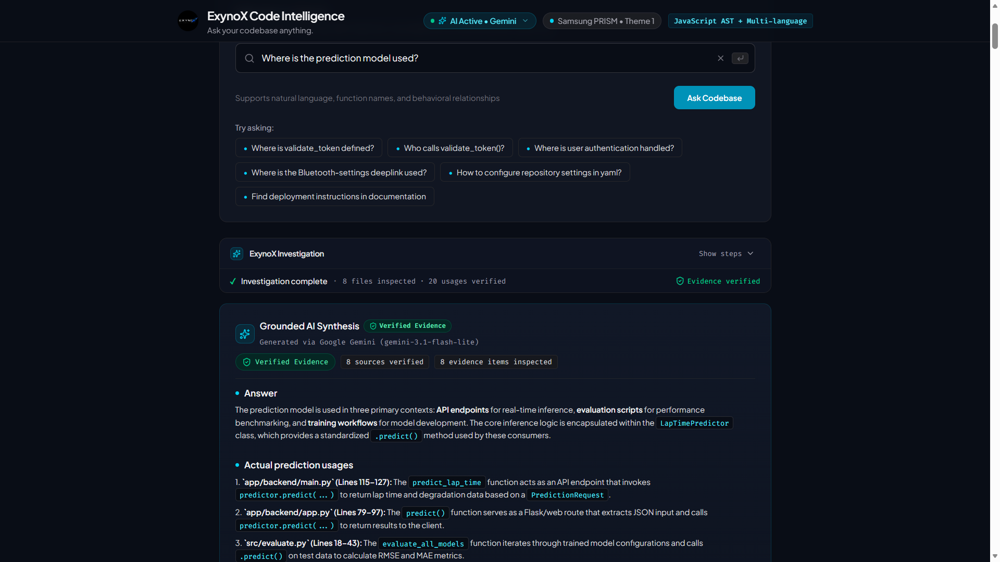 EXYNOX
ExynoX Code Intelligence
Ask your codebase anything.
AI Active • Gemini
Samsung PRISM • Theme 1
JavaScript AST + Multi-language
Where is the prediction model used?
Supports natural language, function names, and behavioral relationships
Ask Codebase
Try asking:
• Where is validate_token defined?
• Who calls validate_token()?
• Where is user authentication handled?
• Where is the Bluetooth-settings deeplink used?
• How to configure repository settings in yaml?
• Find deployment instructions in documentation
ExynoX Investigation
Show steps
✓ Investigation complete · 8 files inspected · 20 usages verified
Evidence verified
Grounded AI Synthesis
Verified Evidence
Generated via Google Gemini (gemini-3.1-flash-lite)
Verified Evidence
8 sources verified
8 evidence items inspected
• Answer
The prediction model is used in three primary contexts: API endpoints for real-time inference, evaluation scripts for performance
benchmarking, and training workflows for model development. The core inference logic is encapsulated within the LapTimePredictor
class, which provides a standardized .predict() method used by these consumers.
• Actual prediction usages
1. `app/backend/main.py` (Lines 115–127): The predict_lap_time function acts as an API endpoint that invokes
predictor.predict(...) to return lap time and degradation data based on a PredictionRequest.
2. `app/backend/app.py` (Lines 79–97): The predict() function serves as a Flask/web route that extracts JSON input and calls
predictor.predict(...) to return results to the client.
3. `src/evaluate.py` (Lines 18–43): The evaluate_all_models function iterates through trained model configurations and calls
.predict() on test data to calculate RMSE and MAE metrics.